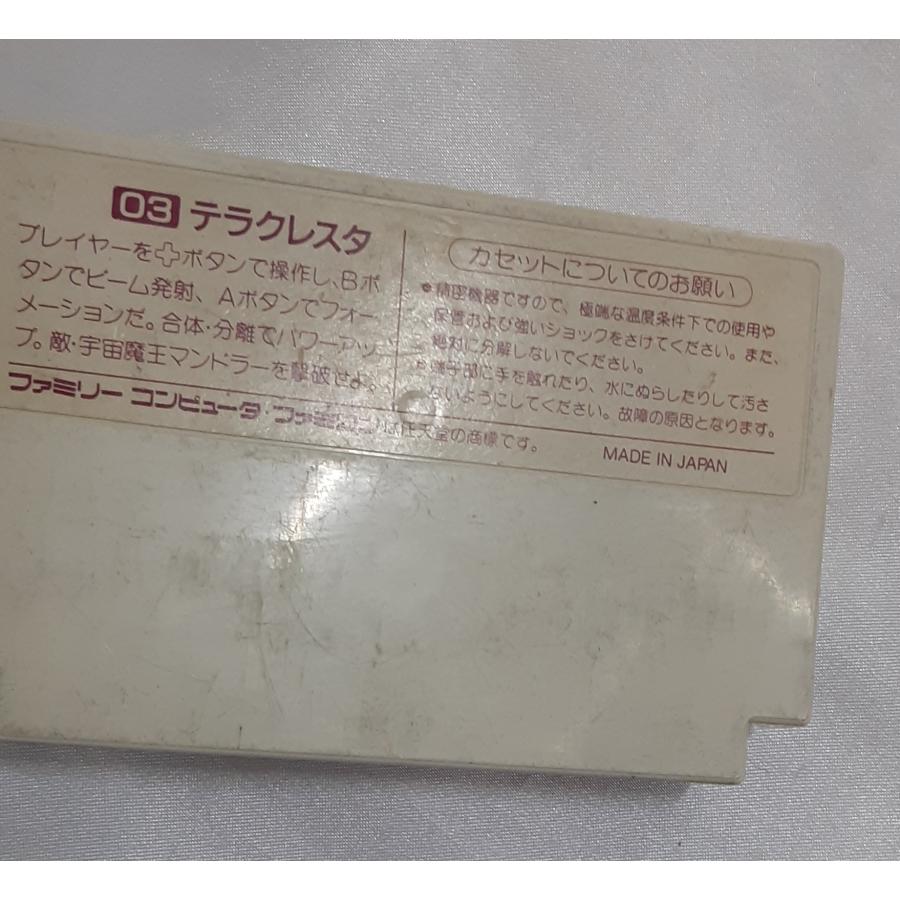 03 テラクレスタ
プレイヤーを✚ボタンで操作し、Bボ
タンでビーム発射、Aボタンでフォー
メーションだ。合体・分離でパワーアッ
プ。敵・宇宙魔王マンドラーを撃破せよ。
カセットについてのお願い
●精密機器ですので、極端な温度条件下での使用や
保管および強いショックをさけてください。また、
絶対に分解しないでください。
●端子部に手を触れたり、水にぬらしたりして汚さ
ないようにしてください。故障の原因となります。
ファミリーコンピュータ・ファミコンは任天堂の商標です。
MADE IN JAPAN